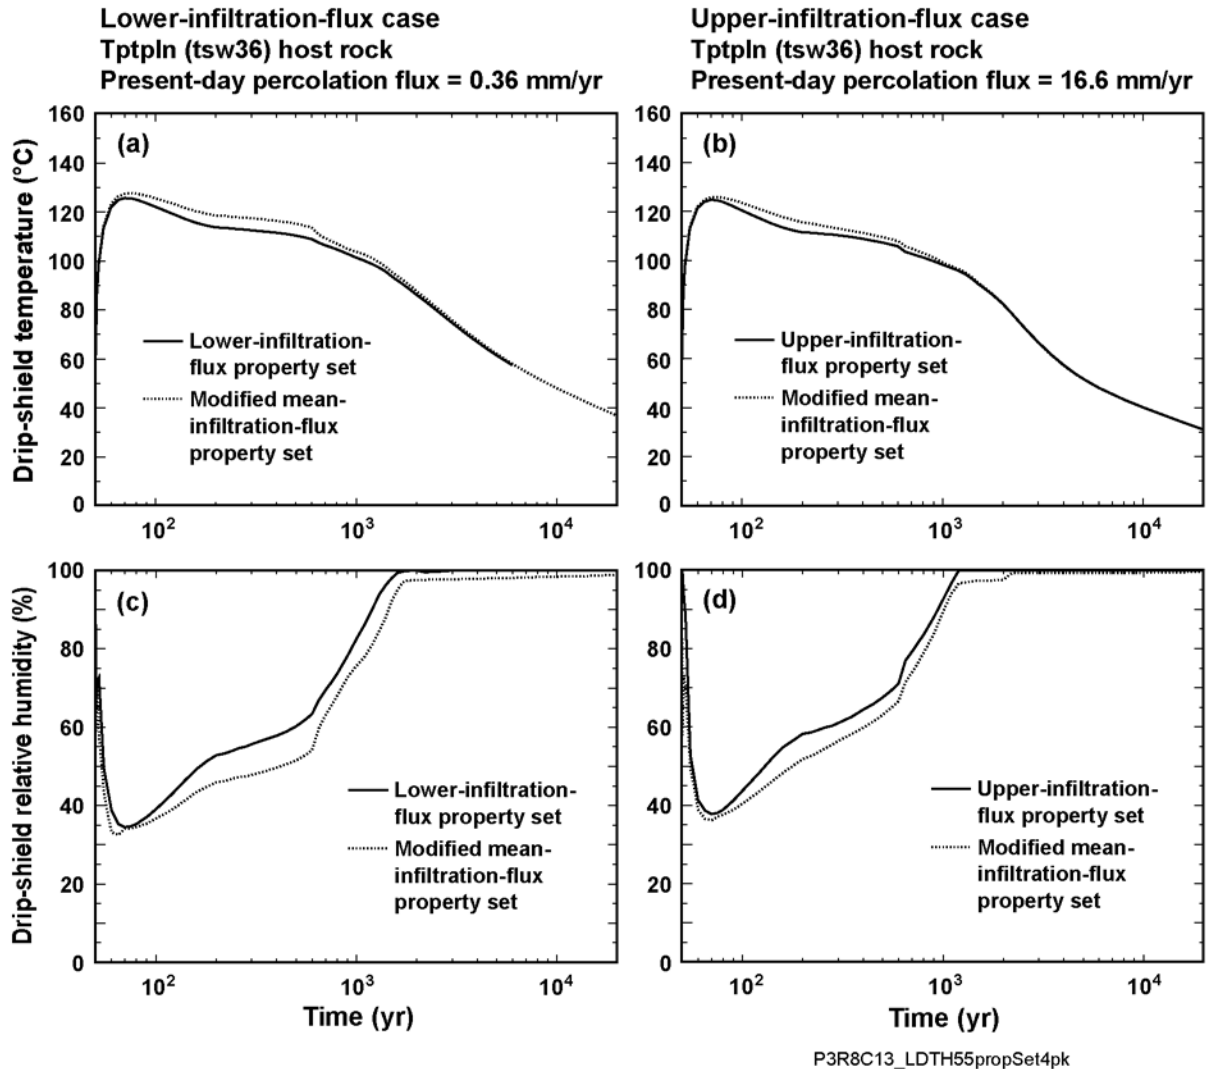 Lower-infiltration-flux case
Tptpln (tsw36) host rock
Present-day percolation flux = 0.36 mm/yr
Upper-infiltration-flux case
Tptpln (tsw36) host rock
Present-day percolation flux = 16.6 mm/yr
Drip-shield temperature (°C)
160
140
120
100
80
60
40
20
0
(a)
Lower-infiltration-
flux property set
Modified mean-
infiltration-flux
property set
10²
10³
10⁴
160
140
120
100
80
60
40
20
0
(b)
Upper-infiltration-
flux property set
Modified mean-
infiltration-flux
property set
10²
10³
10⁴
Drip-shield relative humidity (%)
100
80
60
40
20
0
(c)
Lower-infiltration-
flux property set
Modified mean-
infiltration-flux
property set
10²
10³
10⁴
Time (yr)
100
80
60
40
20
0
(d)
Upper-infiltration-
flux property set
Modified mean-
infiltration-flux
property set
10²
10³
10⁴
Time (yr)
P3R8C13_LDTH55propSet4pk